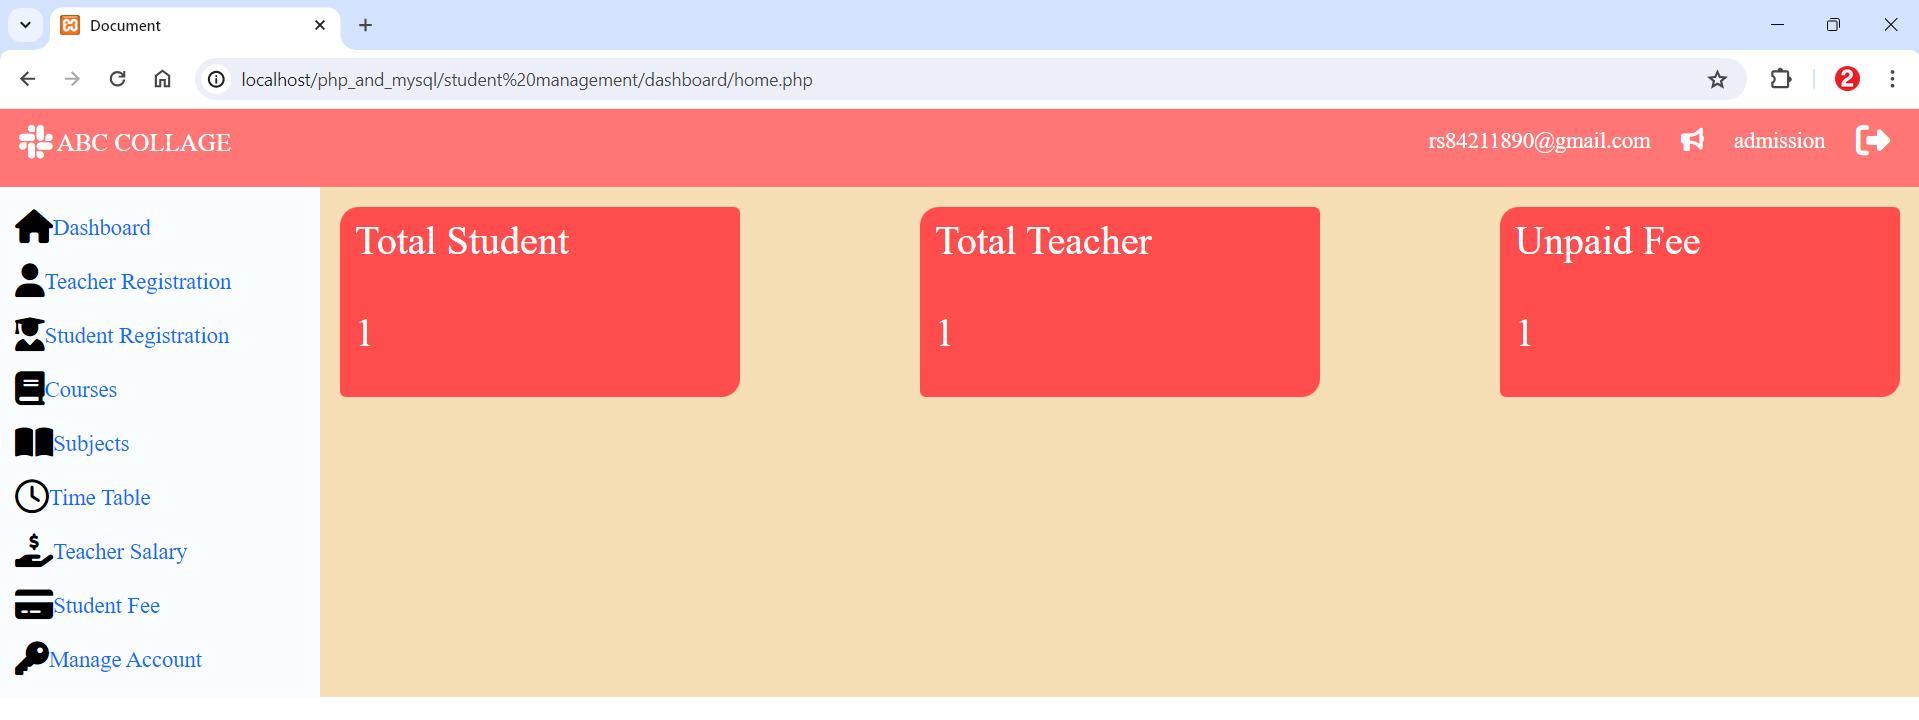 Document
localhost/php_and_mysql/student%20management/dashboard/home.php
2
ABC COLLAGE
rs84211890@gmail.com
admission
Dashboard
Teacher Registration
Student Registration
Courses
Subjects
Time Table
$
Teacher Salary
Student Fee
Manage Account
Total Student
1
Total Teacher
1
Unpaid Fee
1